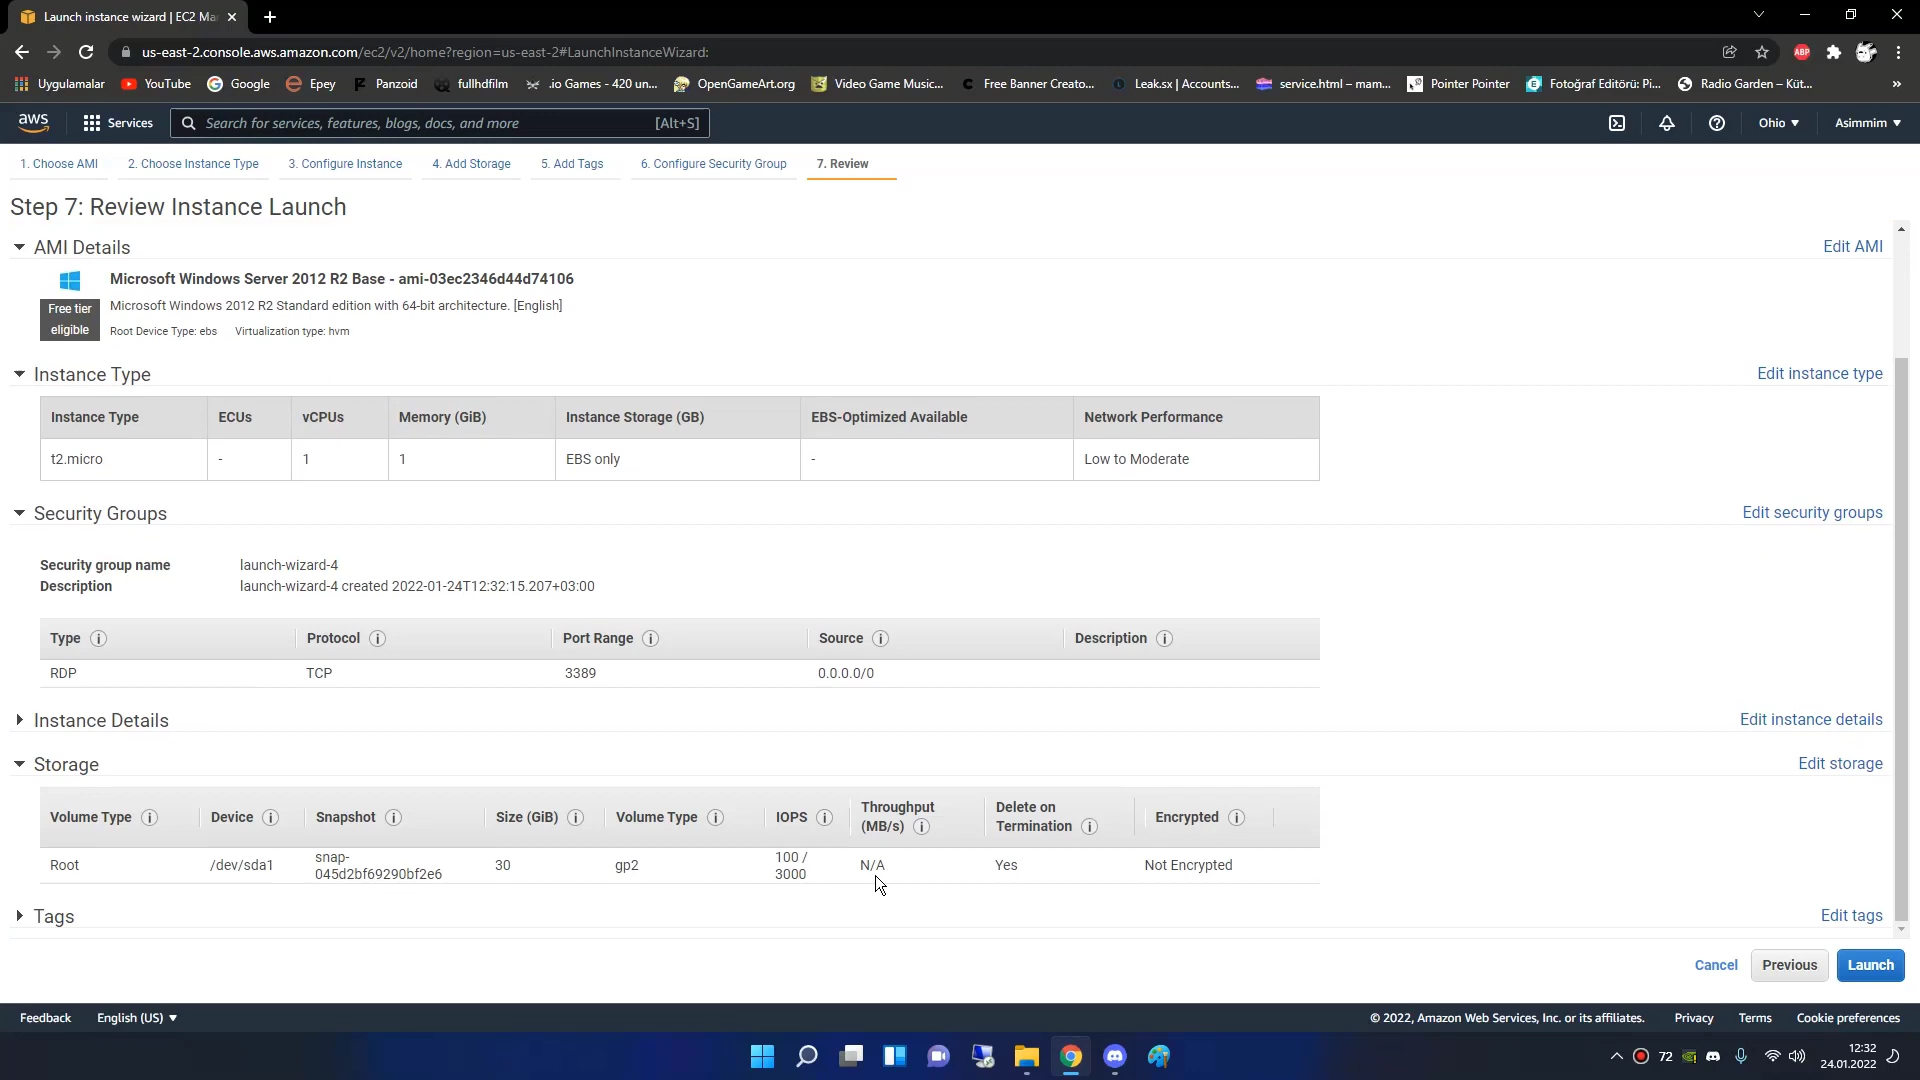 Launch instance wizard | EC2 Ma
us-east-2.console.aws.amazon.com/ec2/v2/home?region=us-east-2#LaunchInstanceWizard:
ABP
Uygulamalar YouTube Google Epey Panzoid fullhdfilm .io Games - 420 un... OpenGameArt.org Video Game Music... Free Banner Creato... Leak.sx | Accounts... service.html – mam... Pointer Pointer Fotoğraf Editörü: Pi... Radio Garden – Küt... »
aws Services Search for services, features, blogs, docs, and more [Alt+S] Ohio Asimmim
1. Choose AMI 2. Choose Instance Type 3. Configure Instance 4. Add Storage 5. Add Tags 6. Configure Security Group 7. Review
Step 7: Review Instance Launch
AMI Details Edit AMI
Microsoft Windows Server 2012 R2 Base - ami-03ec2346d44d74106
Free tier eligible
Microsoft Windows 2012 R2 Standard edition with 64-bit architecture. [English]
Root Device Type: ebs Virtualization type: hvm
Instance Type Edit instance type
Instance Type ECUs vCPUs Memory (GiB) Instance Storage (GB) EBS-Optimized Available Network Performance
t2.micro - 1 1 EBS only - Low to Moderate
Security Groups Edit security groups
Security group name launch-wizard-4
Description launch-wizard-4 created 2022-01-24T12:32:15.207+03:00
Type Protocol Port Range Source Description
RDP TCP 3389 0.0.0.0/0
Instance Details Edit instance details
Storage Edit storage
Volume Type Device Snapshot Size (GiB) Volume Type IOPS Throughput (MB/s) Delete on Termination Encrypted
Root /dev/sda1 snap-045d2bf69290bf2e6 30 gp2 100 / 3000 N/A Yes Not Encrypted
Tags Edit tags
Cancel Previous Launch
Feedback English (US) © 2022, Amazon Web Services, Inc. or its affiliates. Privacy Terms Cookie preferences
72 12:32
24.01.2022